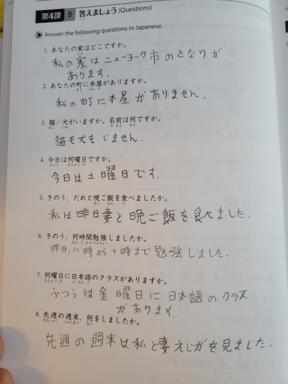 第4課 8 答えましょう (Questions)
Answer the following questions in Japanese.
1. あなたの家はどこですか。
私の家はニューヨーク市のとなりが
あります。
2. あなたの町に本屋がありますか。
私の町に本屋がありません。
3. 猫/犬がいますか。名前は何ですか。
猫も犬もいません。
4. 今日は何曜日ですか。
今日は土曜日です。
5. きのう、だれと晩ご飯を食べましたか。
私は昨日妻と晩ご飯を食べました。
6. きのう、何時間勉強しましたか。
昨日、八時から十時まで勉強しました。
7. 何曜日に日本語のクラスがありますか。
ふつうは金曜日に日本語のクラス
があります。
8. 先週の週末、何をしましたか。
先週の週末は私と妻えいがを見ました。